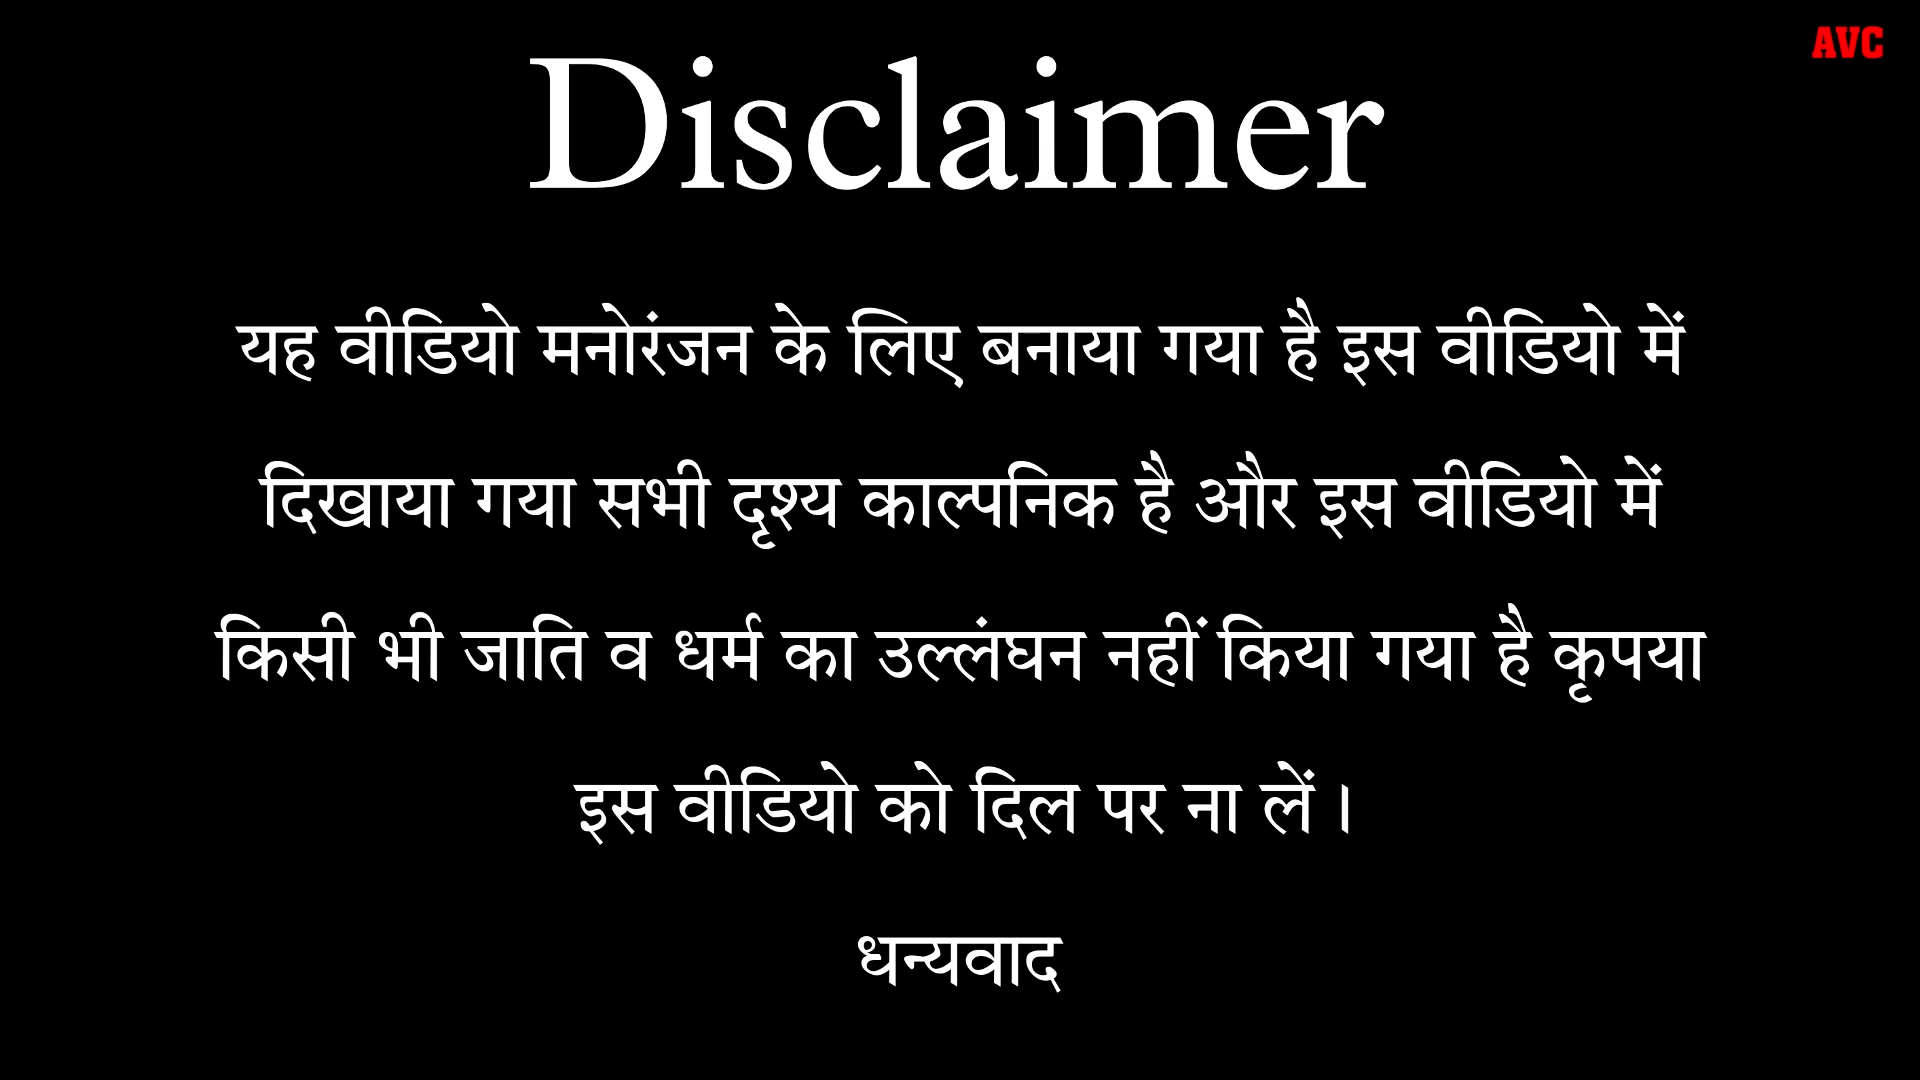 AVC
Disclaimer
यह वीडियो मनोरंजन के लिए बनाया गया है इस वीडियो में
दिखाया गया सभी दृश्य काल्पनिक है और इस वीडियो में
किसी भी जाति व धर्म का उल्लंघन नहीं किया गया है कृपया
इस वीडियो को दिल पर ना लें।
धन्यवाद